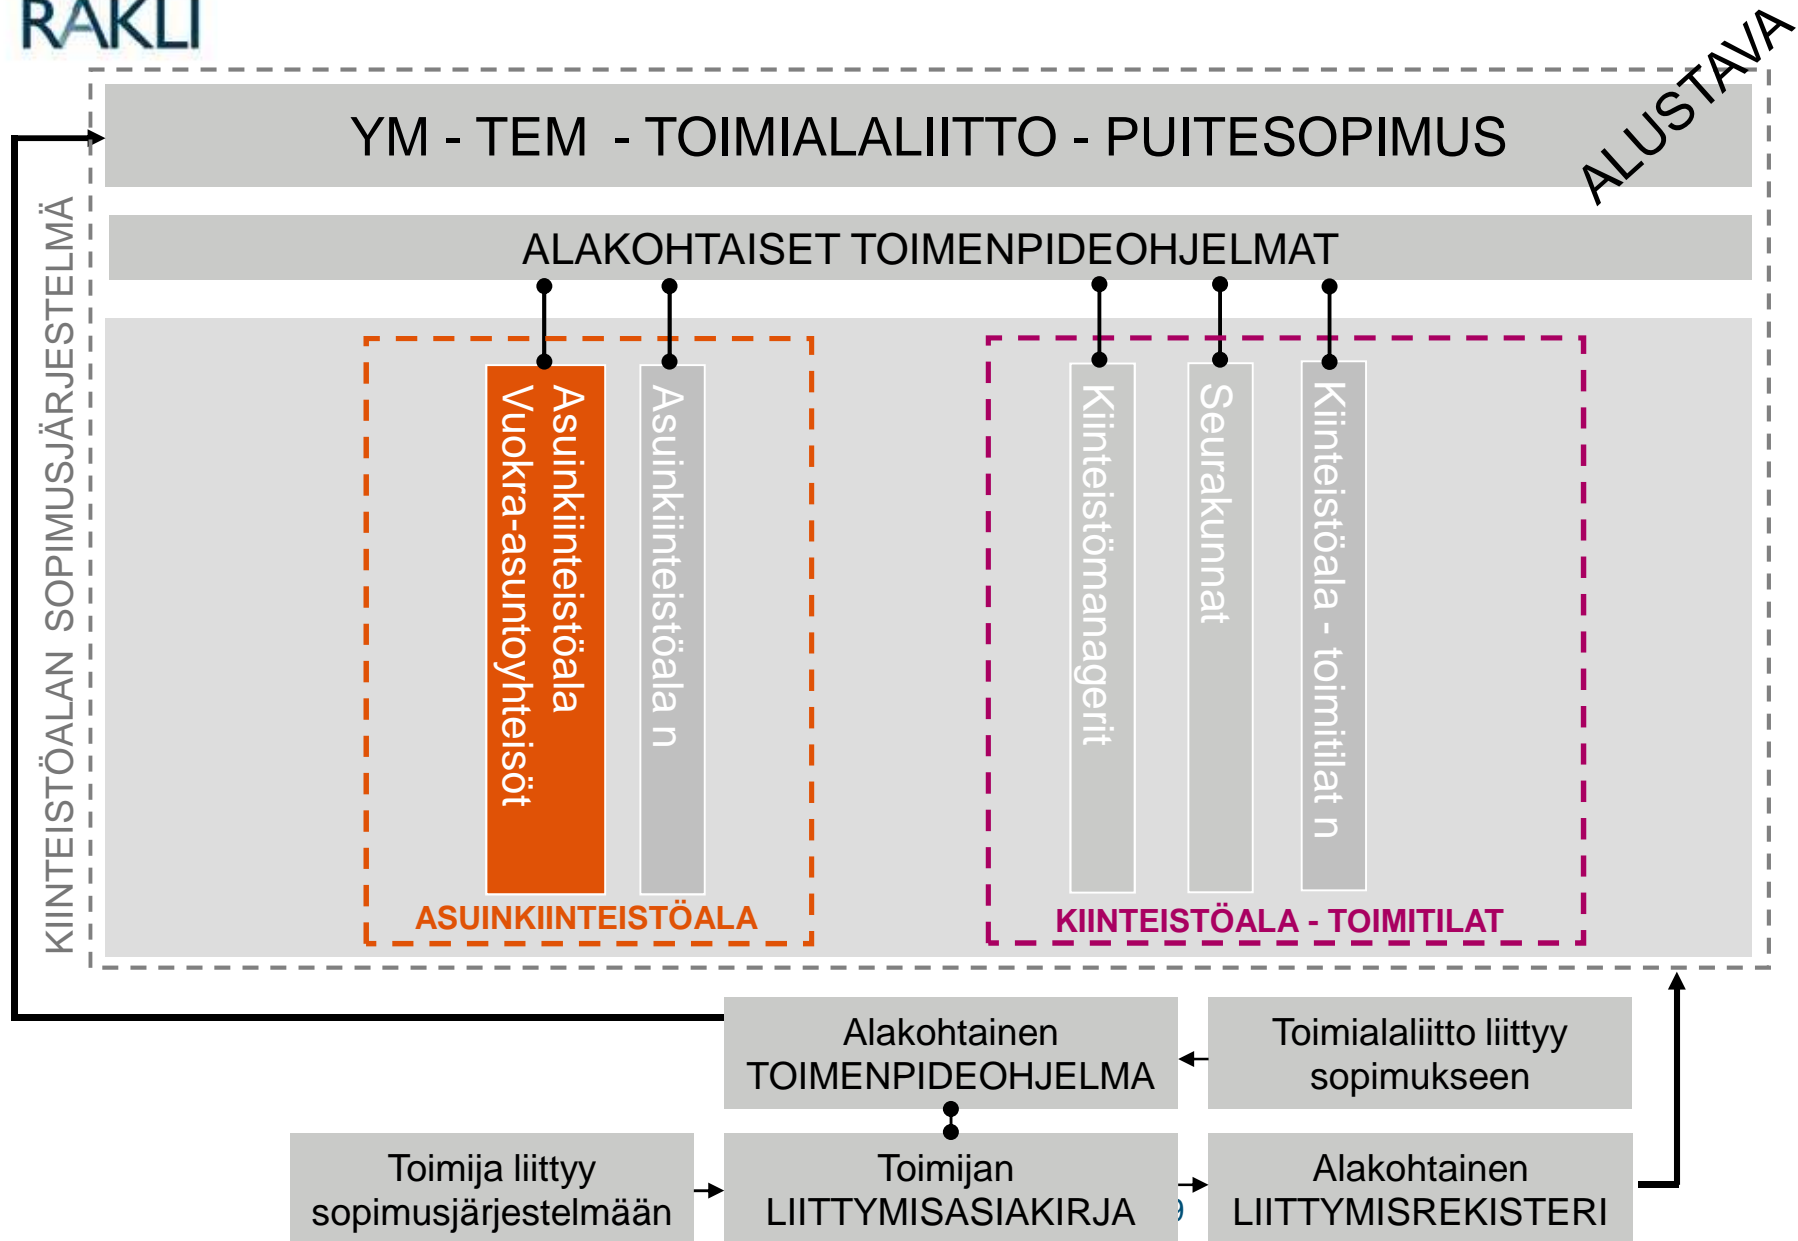 RAKLI
ALUSTAVA
YM - TEM - TOIMIALALIITTO - PUITESOPIMUS
ALAKOHTAISET TOIMENPIDEOHJELMAT
KIINTEISTÖALAN SOPIMUSJÄRJESTELMÄ
Asuinkiinteistöala
Vuokra-asuntoyhteisöt
Asuinkiinteistöala n
Kiinteistömanagerit
Seurakunnat
Kiinteistöala - toimitilat n
ASUINKIINTEISTÖALA
KIINTEISTÖALA - TOIMITILAT
Alakohtainen
TOIMENPIDEOHJELMA
Toimialaliitto liittyy
sopimukseen
Toimija liittyy
sopimusjärjestelmään
Toimijan
LIITTYMISASIAKIRJA
Alakohtainen
LIITTYMISREKISTERI